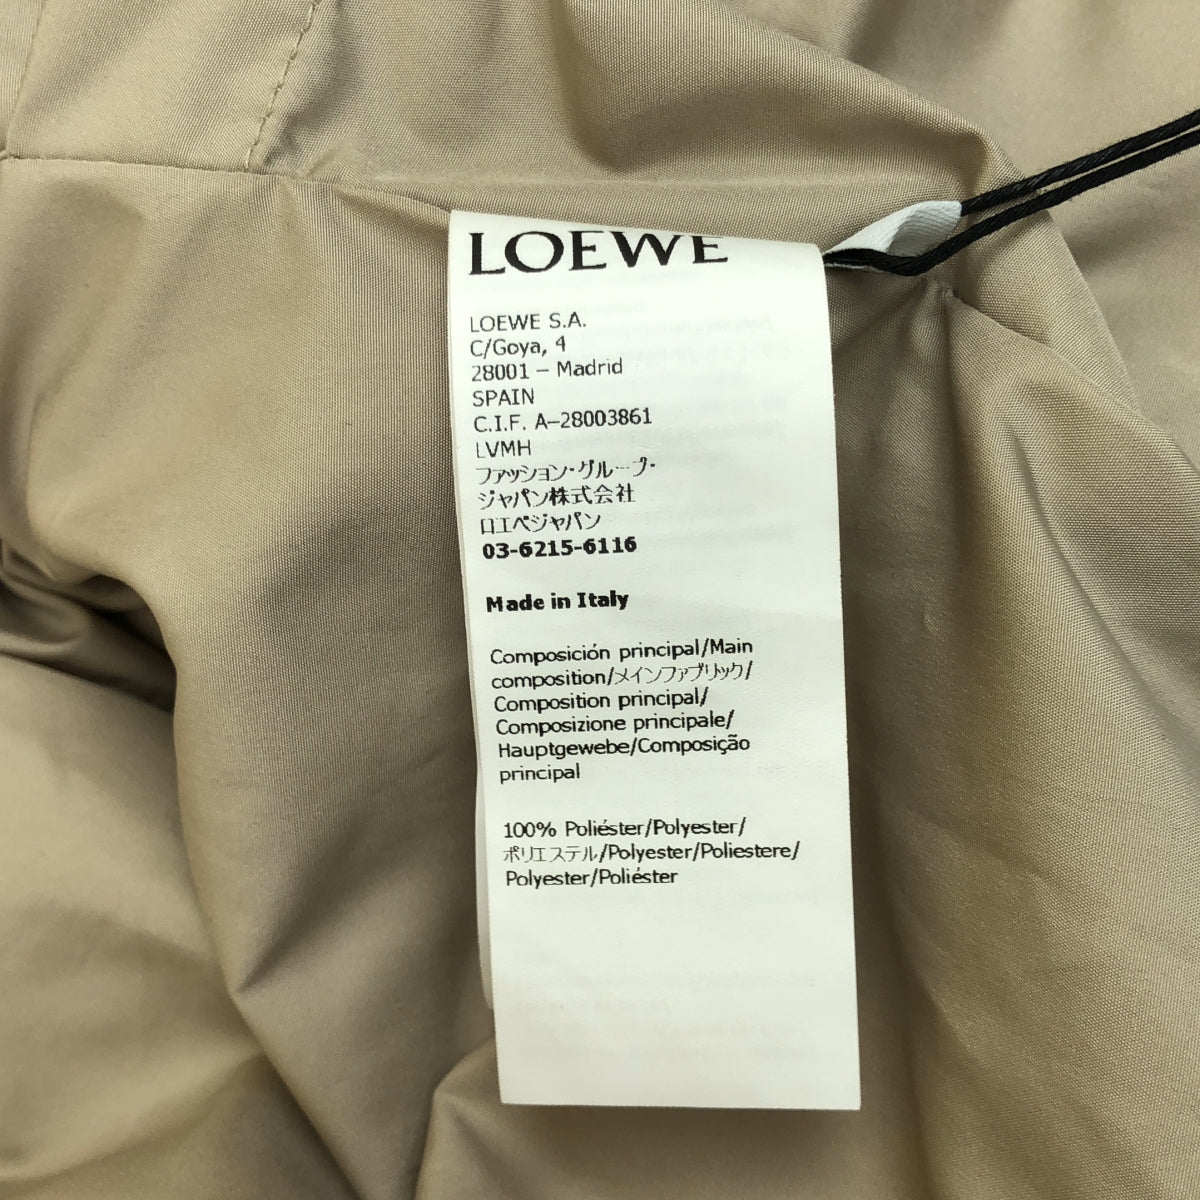 LOEWE
LOEWE S.A.
C/Goya, 4
28001 – Madrid
SPAIN
C.I.F. A–28003861
LVMH
ファッション・グループ・
ジャパン株式会社
ロエベジャパン
03-6215-6116
Made in Italy
Composición principal/Main
composition/メインファブリック/
Composition principal/
Composizione principale/
Hauptgewebe/Composição
principal
100% Poliéster/Polyester/
ポリエステル/Polyester/Poliestere/
Polyester/Poliéster